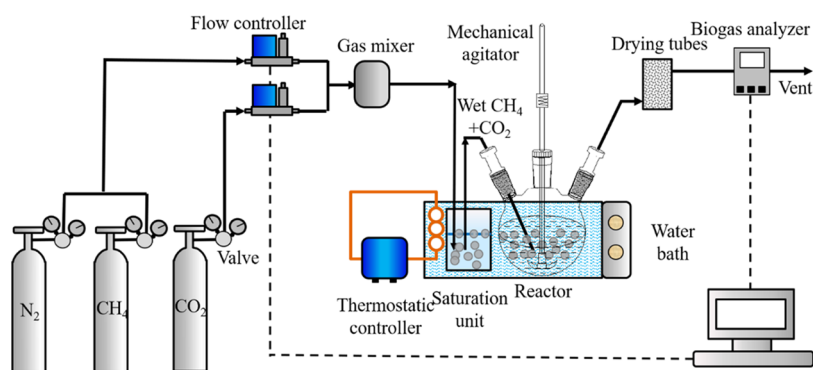 Flow controller
Gas mixer
Mechanical
agitator
Drying tubes
Biogas analyzer
Vent
Wet CH₄
+CO₂
Valve
N₂
CH₄
CO₂
Thermostatic
controller
Saturation
unit
Reactor
Water
bath